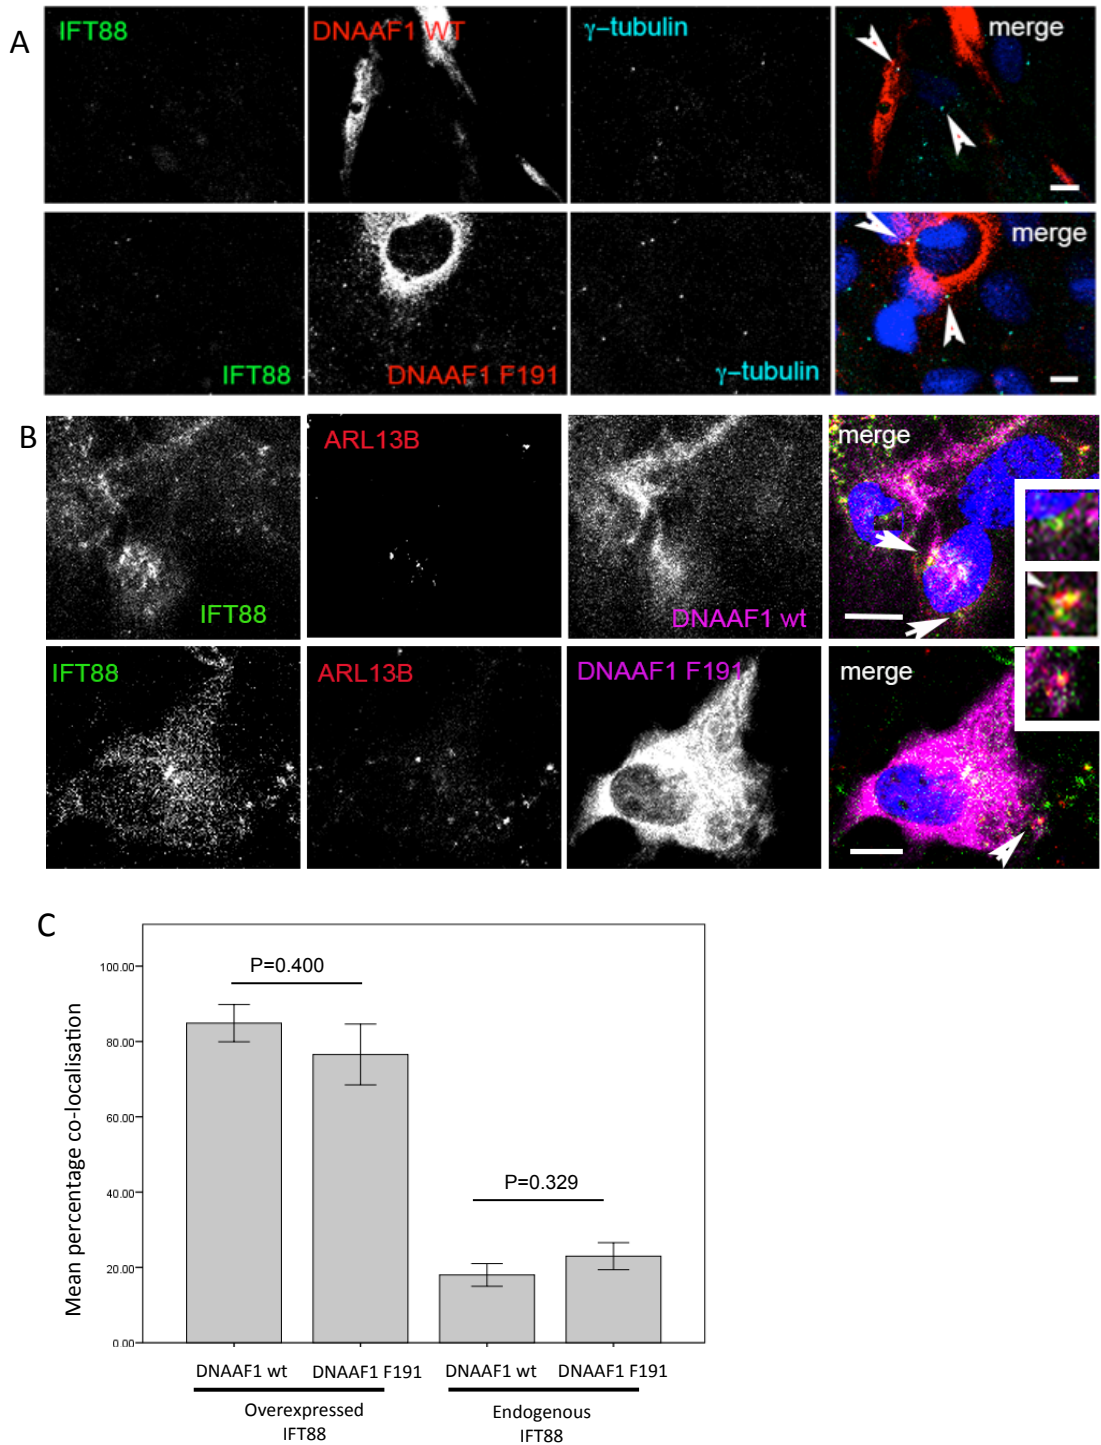 A
IFT88
DNAAF1 WT
γ-tubulin
merge
IFT88
DNAAF1 F191
γ-tubulin
merge
B
IFT88
ARL13B
DNAAF1 wt
merge
IFT88
ARL13B
DNAAF1 F191
merge
C
Mean percentage co-localisation
100.00
80.00
60.00
40.00
20.00
0.00
P=0.400
P=0.329
DNAAF1 wt
DNAAF1 F191
DNAAF1 wt
DNAAF1 F191
Overexpressed
IFT88
Endogenous
IFT88